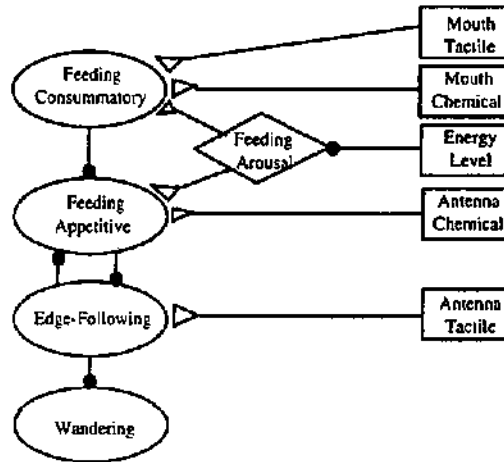 Mouth
Tactile
Feeding
Consummatory
Mouth
Chemical
Feeding
Arousal
Energy
Level
Feeding
Appetitive
Antenna
Chemical
Edge-Following
Antenna
Tactile
Wandering